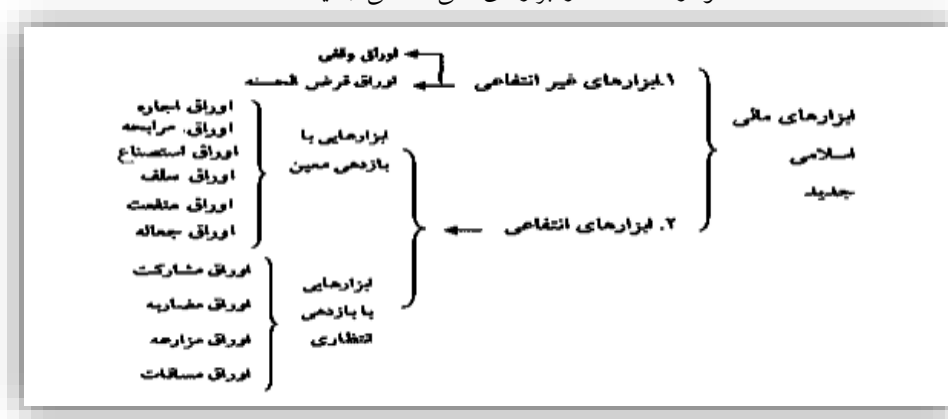 ابزارهای مالی
اسلامی
جدید
۱.ابزارهای غیر انتفاعی
اوراق وقفی
اوراق قرض الحسنه
۲. ابزارهای انتفاعی
ابزارهایی با
بازدهی معین
اوراق اجاره
اوراق. مرابحه
اوراق استصناع
اوراق سلف
اوراق منفعت
اوراق جعاله
ابزارهایی
با بازدهی
انتظاری
اوراق مشارکت
اوراق مضاربه
اوراق مزارعه
اوراق مساقات